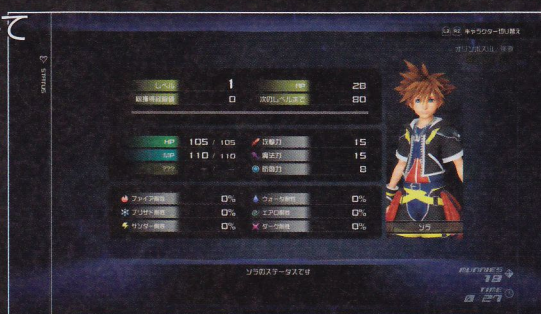 て
L2 R2 キャラクター切り替え
▷ STATUS
レベル 1 AP 28
0 次のレベルまで 80
HP 105 / 105 攻撃力 15
MP 110 / 110 魔法力 15
??? 防御力 8
ファイア耐性 0% ウォータ耐性 0%
ブリザド耐性 0% エアロ耐性 0%
サンダー耐性 0% ダーク耐性 0%
ソラ
ソラのステータスです
MUNNIES
18
TIME
0:27